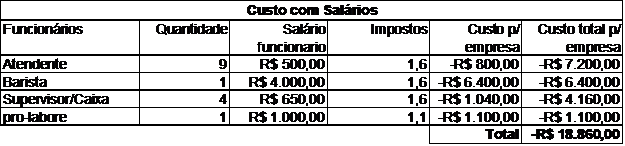 Custo com Salários
Funcionários Quantidade Salário funcionario Impostos Custo p/ empresa Custo total p/ empresa
Atendente 9 R$ 500,00 1,6 -R$ 800,00 -R$ 7.200,00
Barista 1 R$ 4.000,00 1,6 -R$ 6.400,00 -R$ 6.400,00
Supervisor/Caixa 4 R$ 650,00 1,6 -R$ 1.040,00 -R$ 4.160,00
pro-labore 1 R$ 1.000,00 1,1 -R$ 1.100,00 -R$ 1.100,00
Total -R$ 18.860,00